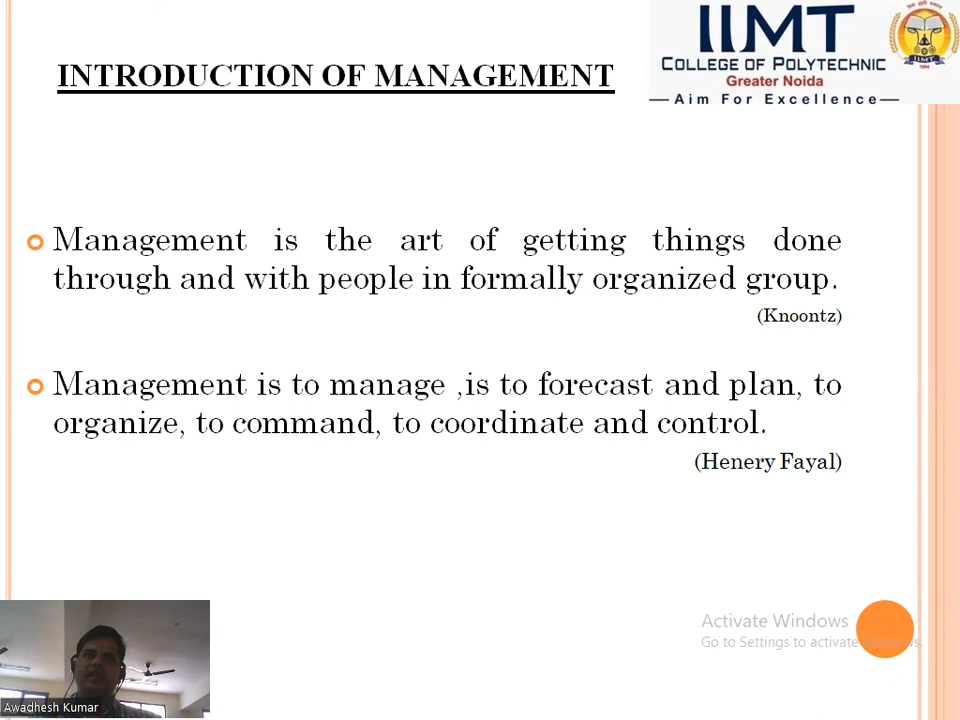 IIMT
COLLEGE OF POLYTECHNIC
Greater Noida
Aim For Excellence
IIMT
INTRODUCTION OF MANAGEMENT
Management is the art of getting things done
through and with people in formally organized group.
(Knoontz)
Management is to manage ,is to forecast and plan, to
organize, to command, to coordinate and control.
(Henery Fayal)
Activate Windows
Go to Settings to activate Windows.
Awadhesh Kumar